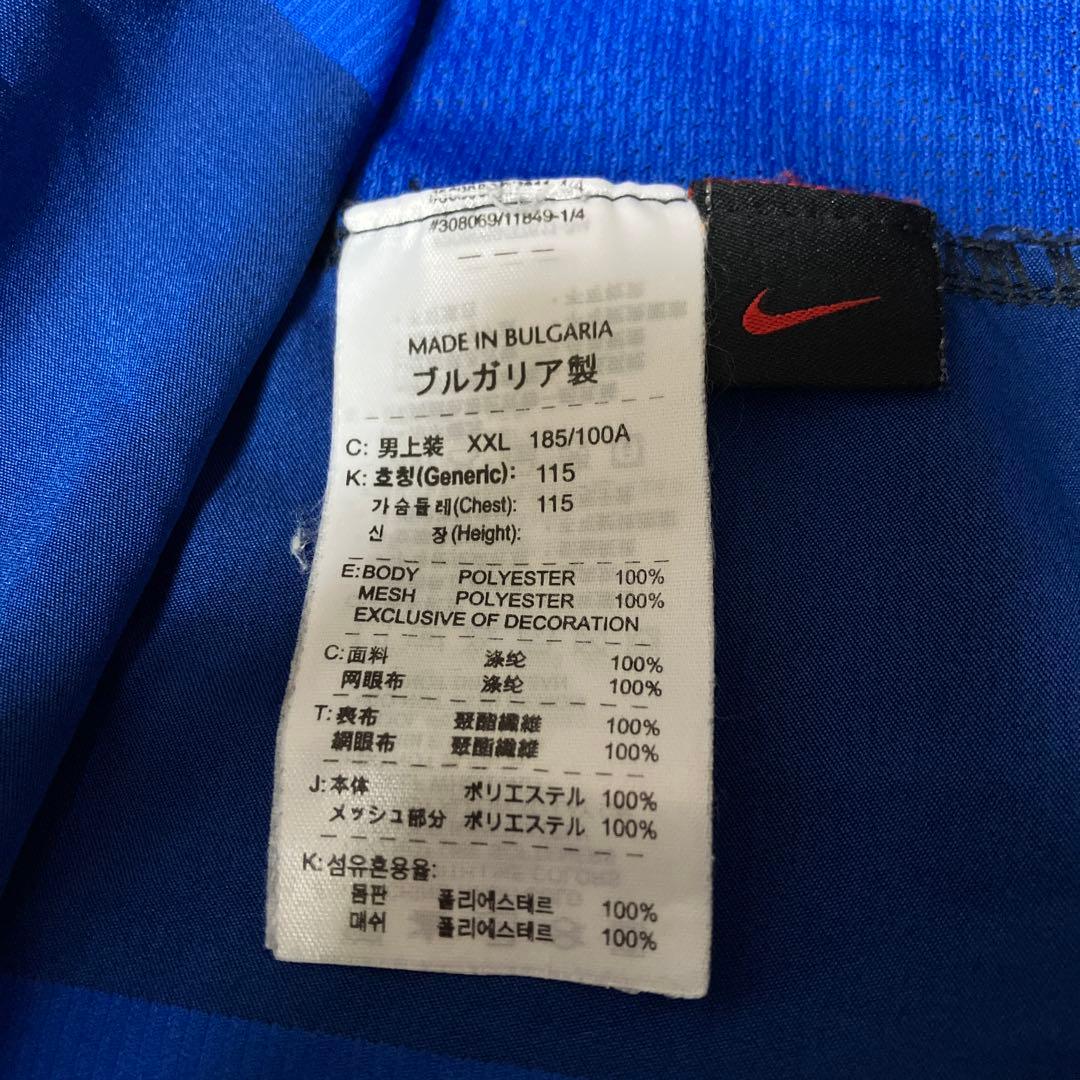 #308069/11849-1/4
MADE IN BULGARIA
ブルガリア製
C: 男上装 XXL 185/100A
K: 호칭(Generic): 115
가슴둘레(Chest): 115
신 장(Height):
E:BODY POLYESTER 100%
MESH POLYESTER 100%
EXCLUSIVE OF DECORATION
C:面料 涤纶 100%
网眼布 涤纶 100%
T:表布 聚酯纖維 100%
網眼布 聚酯纖維 100%
J:本体 ポリエステル 100%
メッシュ部分 ポリエステル 100%
K:섬유혼용율:
몸판 폴리에스테르 100%
매쉬 폴리에스테르 100%